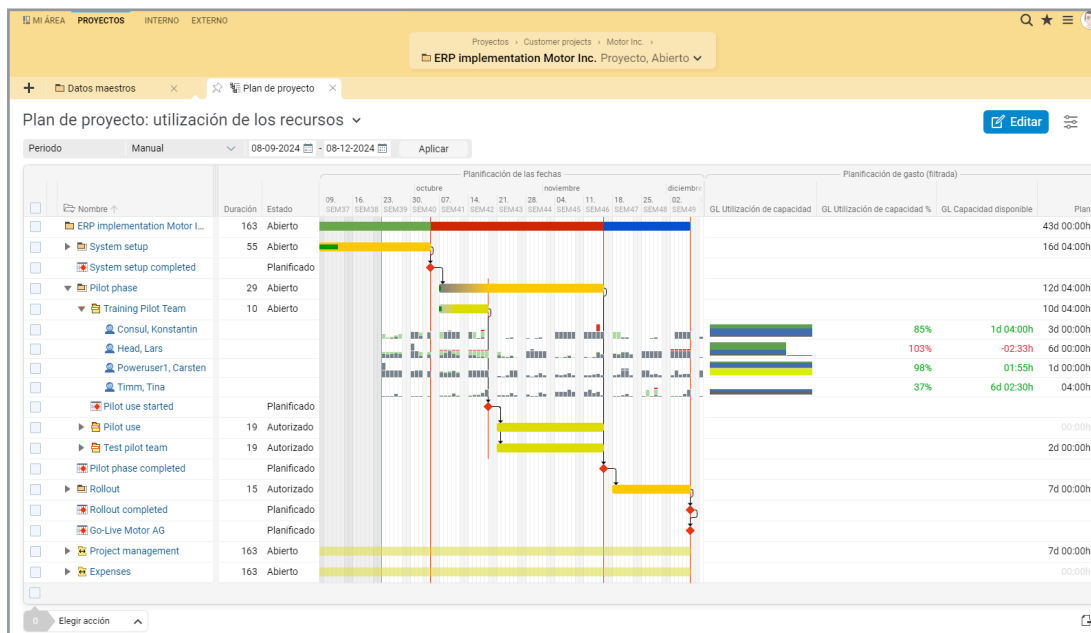 MI ÁREA PROYECTOS INTERNO EXTERNO
Proyectos › Customer projects › Motor Inc. ›
ERP implementation Motor Inc. Proyecto, Abierto
Datos maestros × Plan de proyecto ×
Plan de proyecto: utilización de los recursos
Editar
Periodo Manual 08-09-2024 - 08-12-2024 Aplicar
Planificación de las fechas Planificación de gasto (filtrada)
octubre noviembre diciembre
09. 16. 23. 30. 07. 14. 21. 28. 04. 11. 18. 25. 02.
Nombre Duración Estado SEM37 SEM38 SEM39 SEM40 SEM41 SEM42 SEM43 SEM44 SEM45 SEM46 SEM47 SEM48 SEM49 GL Utilización de capacidad GL Utilización de capacidad % GL Capacidad disponible Plan
ERP implementation Motor I... 163 Abierto 43d 00:00h
System setup 55 Abierto 16d 04:00h
System setup completed Planificado
Pilot phase 29 Abierto 12d 04:00h
Training Pilot Team 10 Abierto 10d 04:00h
Consul, Konstantin 85% 1d 04:00h 3d 00:00h
Head, Lars 103% -02:33h 6d 00:00h
Poweruser1, Carsten 98% 01:55h 1d 00:00h
Timm, Tina 37% 6d 02:30h 04:00h
Pilot use started Planificado
Pilot use 19 Autorizado 00:00h
Test pilot team 19 Autorizado 2d 00:00h
Pilot phase completed Planificado
Rollout 15 Autorizado 7d 00:00h
Rollout completed Planificado
Go-Live Motor AG Planificado
Project management 163 Abierto 7d 00:00h
Expenses 163 Abierto 00:00h
0 Elegir acción